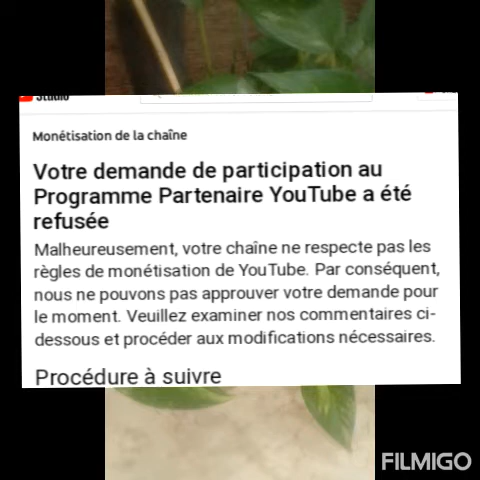 Studio
Monétisation de la chaîne
Votre demande de participation au
Programme Partenaire YouTube a été
refusée
Malheureusement, votre chaîne ne respecte pas les
règles de monétisation de YouTube. Par conséquent,
nous ne pouvons pas approuver votre demande pour
le moment. Veuillez examiner nos commentaires ci-
dessous et procéder aux modifications nécessaires.
Procédure à suivre
FILMIGO